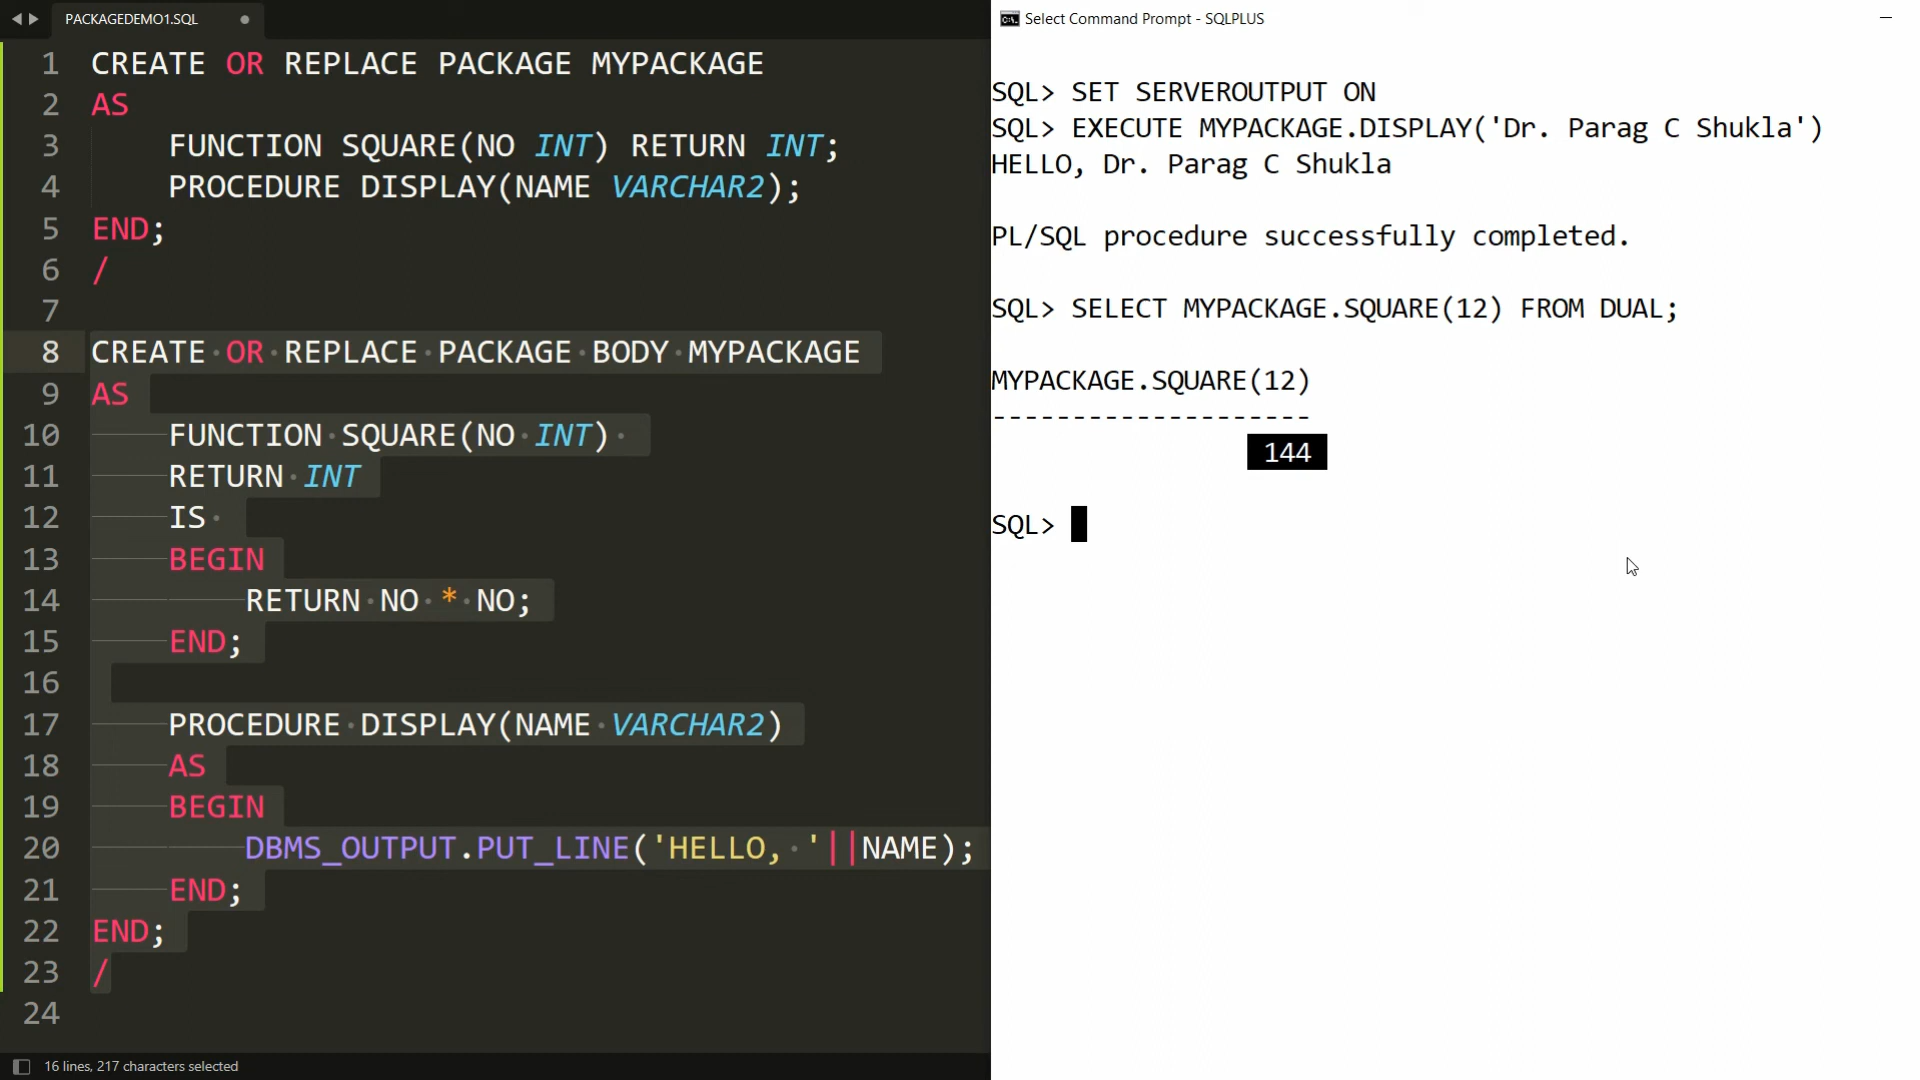 PACKAGEDEMO1.SQL
1 CREATE OR REPLACE PACKAGE MYPACKAGE
2 AS
3 FUNCTION SQUARE(NO INT) RETURN INT;
4 PROCEDURE DISPLAY(NAME VARCHAR2);
5 END;
6 /
7
8 CREATE OR REPLACE PACKAGE BODY MYPACKAGE
9 AS
10 FUNCTION SQUARE(NO INT)
11 RETURN INT
12 IS
13 BEGIN
14 RETURN NO * NO;
15 END;
16
17 PROCEDURE DISPLAY(NAME VARCHAR2)
18 AS
19 BEGIN
20 DBMS_OUTPUT.PUT_LINE('HELLO, '||NAME);
21 END;
22 END;
23 /
24
16 lines, 217 characters selected
Select Command Prompt - SQLPLUS
SQL> SET SERVEROUTPUT ON
SQL> EXECUTE MYPACKAGE.DISPLAY('Dr. Parag C Shukla')
HELLO, Dr. Parag C Shukla
PL/SQL procedure successfully completed.
SQL> SELECT MYPACKAGE.SQUARE(12) FROM DUAL;
MYPACKAGE.SQUARE(12)
--------------------
144
SQL>